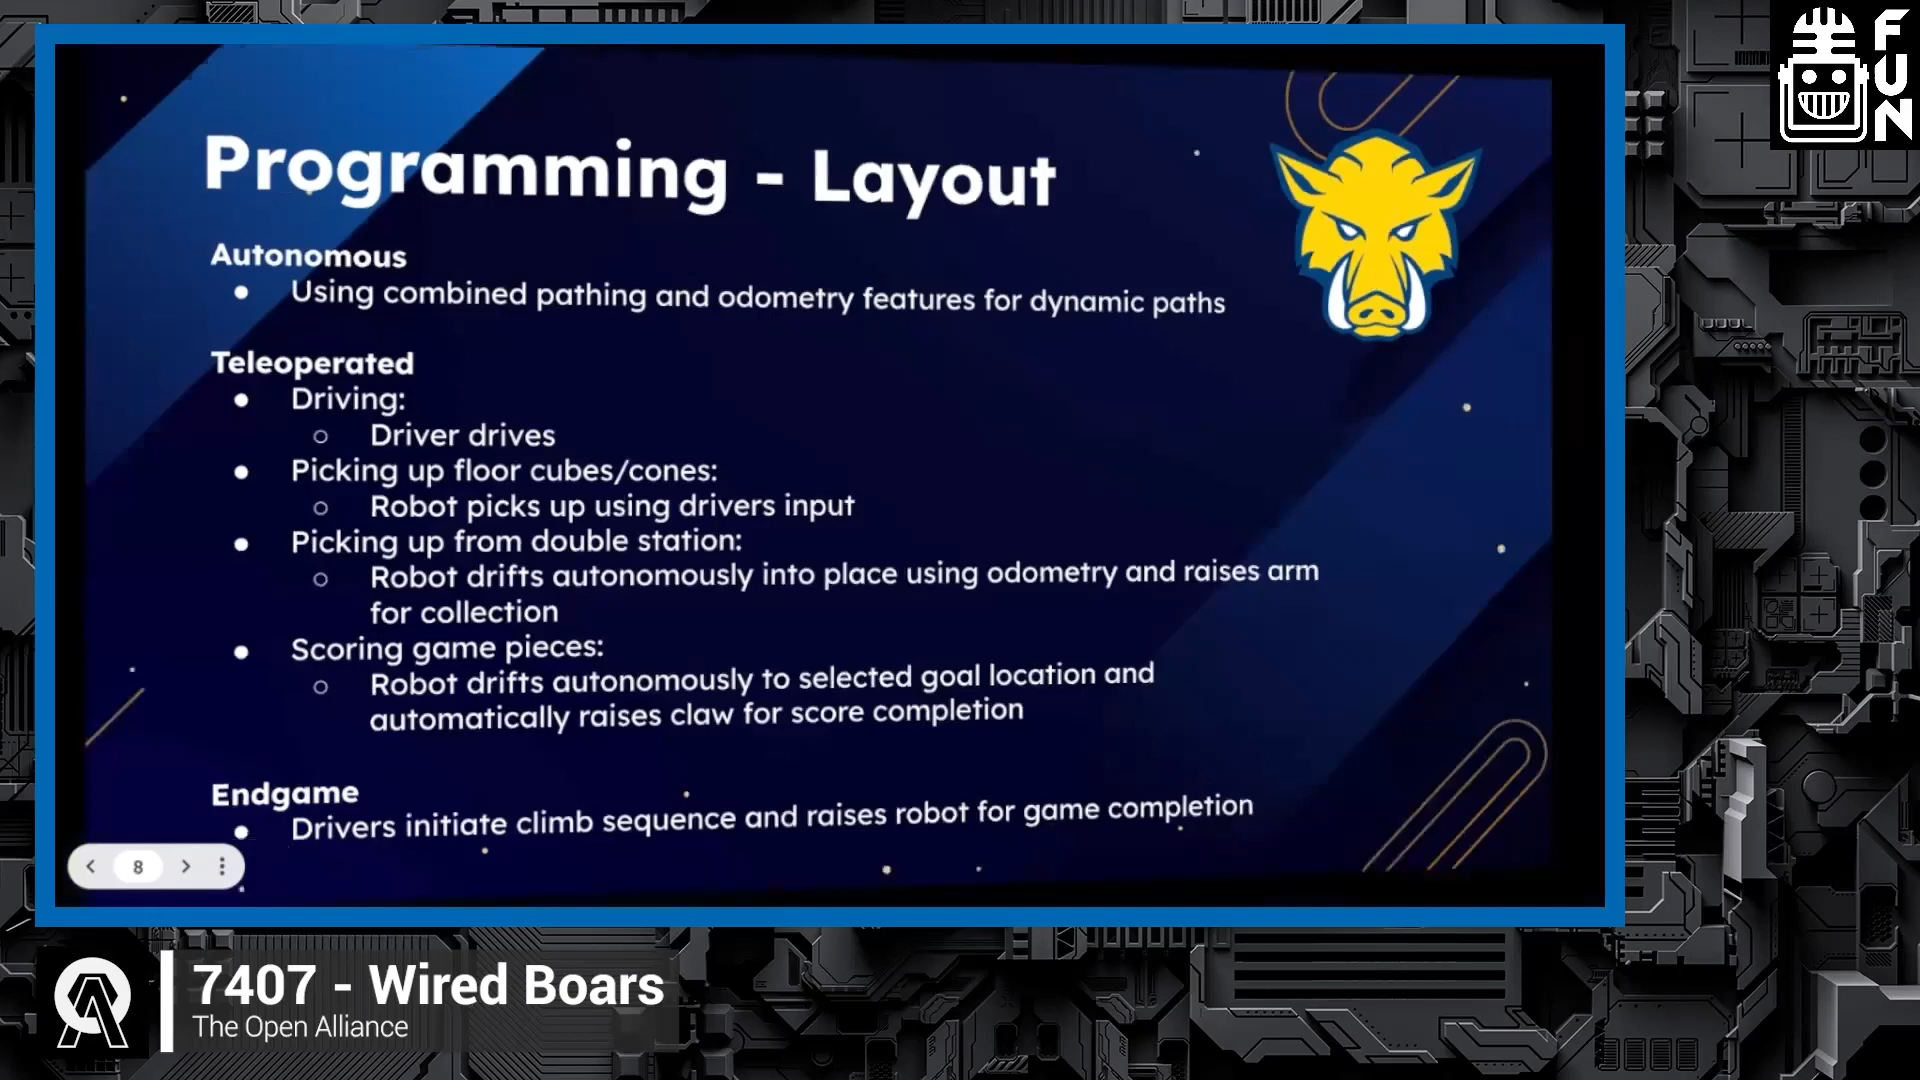 FUN
Programming - Layout
Autonomous
● Using combined pathing and odometry features for dynamic paths
Teleoperated
● Driving:
○ Driver drives
● Picking up floor cubes/cones:
○ Robot picks up using drivers input
● Picking up from double station:
○ Robot drifts autonomously into place using odometry and raises arm
for collection
● Scoring game pieces:
○ Robot drifts autonomously to selected goal location and
automatically raises claw for score completion
Endgame
● Drivers initiate climb sequence and raises robot for game completion
8
7407 - Wired Boars
The Open Alliance